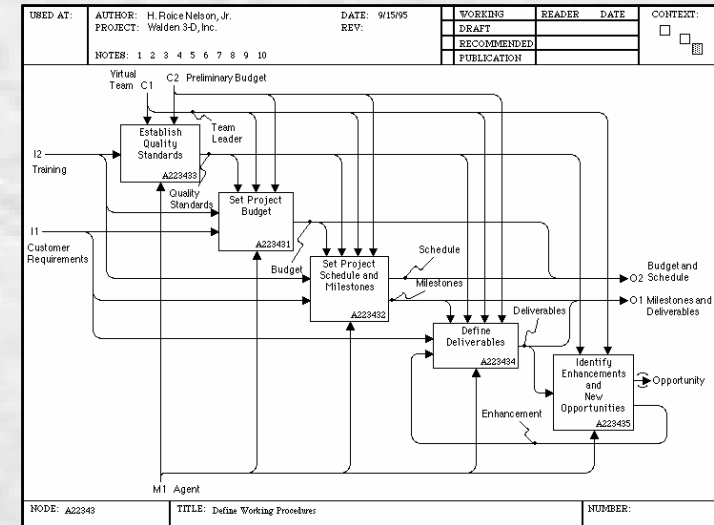 USED AT:
AUTHOR: H. Roice Nelson, Jr.
DATE: 9/15/95
PROJECT: Walden 3-D, Inc.
REV:
NOTES: 1 2 3 4 5 6 7 8 9 10
WORKING
DRAFT
RECOMMENDED
PUBLICATION
READER DATE
CONTEXT:
Virtual
Team C1
C2 Preliminary Budget
Establish
Quality
Standards
A223433
Team
Leader
I2
Training
Quality
Standards
Set Project
Budget
A223431
I1
Customer
Requirements
Budget
Set Project
Schedule and
Milestones
A223432
Schedule
Milestones
Budget and
O2 Schedule
O1 Milestones and
Deliverables
Deliverables
Define
Deliverables
A223434
Identify
Enhancements
and
New
Opportunities
A223435
Opportunity
Enhancement
M1 Agent
NODE: A22343
TITLE: Define Working Procedures
NUMBER: